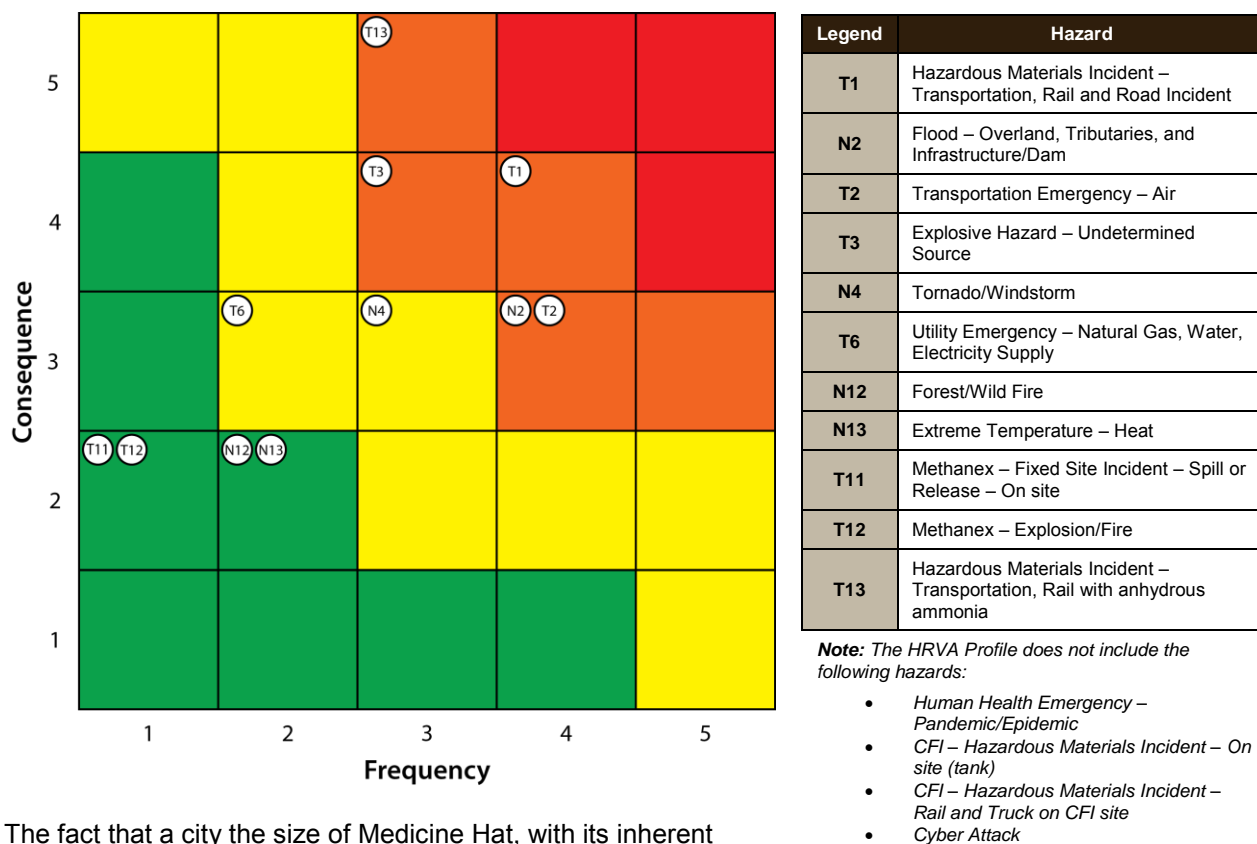 T13
5
T3
T1
4
T6
N4
N2
T2
Consequence
3
T11
T12
N12
N13
2
1
1
2
3
4
5
Frequency
The fact that a city the size of Medicine Hat, with its inherent
Legend Hazard
T1 Hazardous Materials Incident –
Transportation, Rail and Road Incident
N2 Flood – Overland, Tributaries, and
Infrastructure/Dam
T2 Transportation Emergency – Air
T3 Explosive Hazard – Undetermined
Source
N4 Tornado/Windstorm
T6 Utility Emergency – Natural Gas, Water,
Electricity Supply
N12 Forest/Wild Fire
N13 Extreme Temperature – Heat
T11 Methanex – Fixed Site Incident – Spill or
Release – On site
T12 Methanex – Explosion/Fire
T13 Hazardous Materials Incident –
Transportation, Rail with anhydrous
ammonia
Note: The HRVA Profile does not include the
following hazards:
• Human Health Emergency –
Pandemic/Epidemic
• CFI – Hazardous Materials Incident – On
site (tank)
• CFI – Hazardous Materials Incident –
Rail and Truck on CFI site
• Cyber Attack